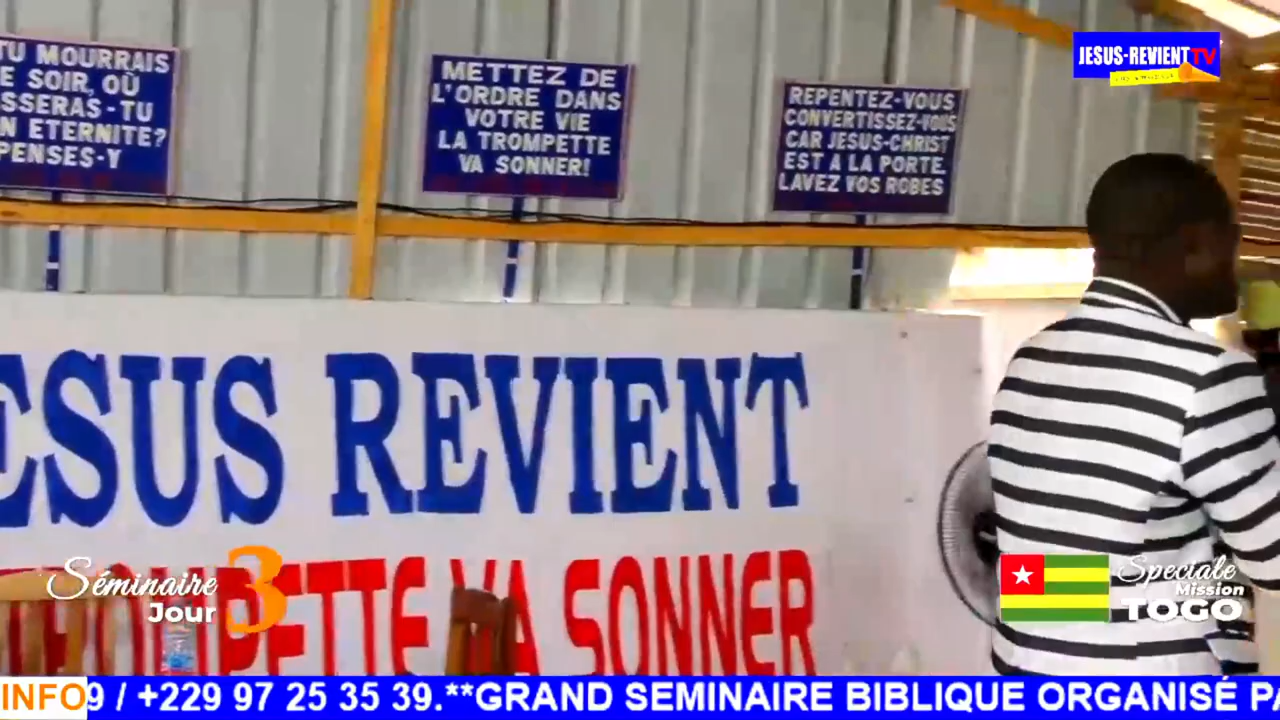 TU MOURRAIS
E SOIR, OÙ
SSERAS-TU
N ETERNITE?
PENSES-Y
METTEZ DE
L'ORDRE DANS
VOTRE VIE
LA TROMPETTE
VA SONNER!
REPENTEZ-VOUS
CONVERTISSEZ-VOUS
CAR JESUS-CHRIST
EST A LA PORTE.
LAVEZ VOS ROBES
JESUS-REVIENT TV
ESUS REVIENT
OMPETTE VA SONNER
Séminaire
Jour 3
Speciale
Mission
TOGO
INFO 9 / +229 97 25 35 39.**GRAND SEMINAIRE BIBLIQUE ORGANISÉ PA